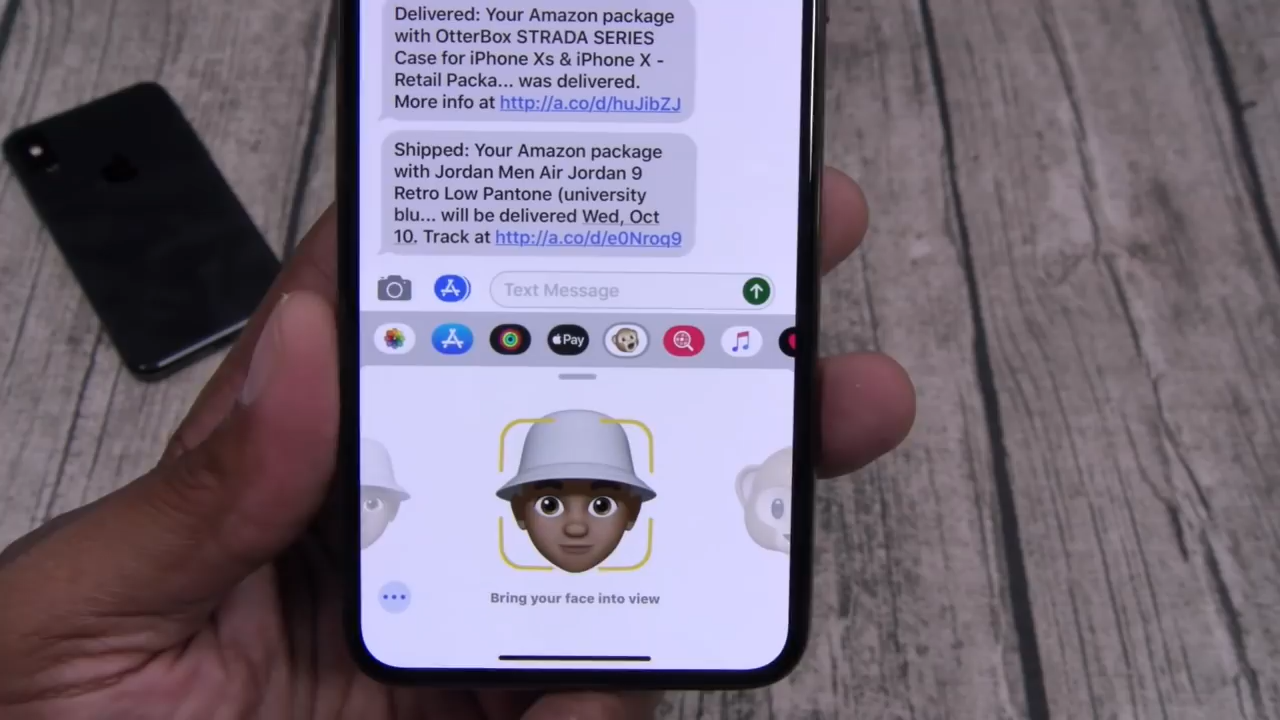 Delivered: Your Amazon package
with OtterBox STRADA SERIES
Case for iPhone Xs & iPhone X -
Retail Packa... was delivered.
More info at http://a.co/d/huJibZJ
Shipped: Your Amazon package
with Jordan Men Air Jordan 9
Retro Low Pantone (university
blu... will be delivered Wed, Oct
10. Track at http://a.co/d/e0Nroq9
Text Message
Pay
Bring your face into view